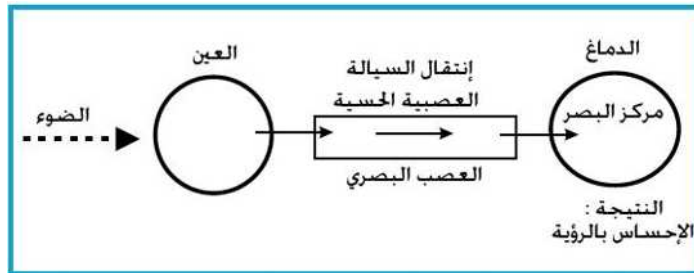 الدماغ
العين
إنتقال السيالة
العصبية الحسية
مركز البصر
الضوء
العصب البصري
النتيجة :
الإحساس بالرؤية